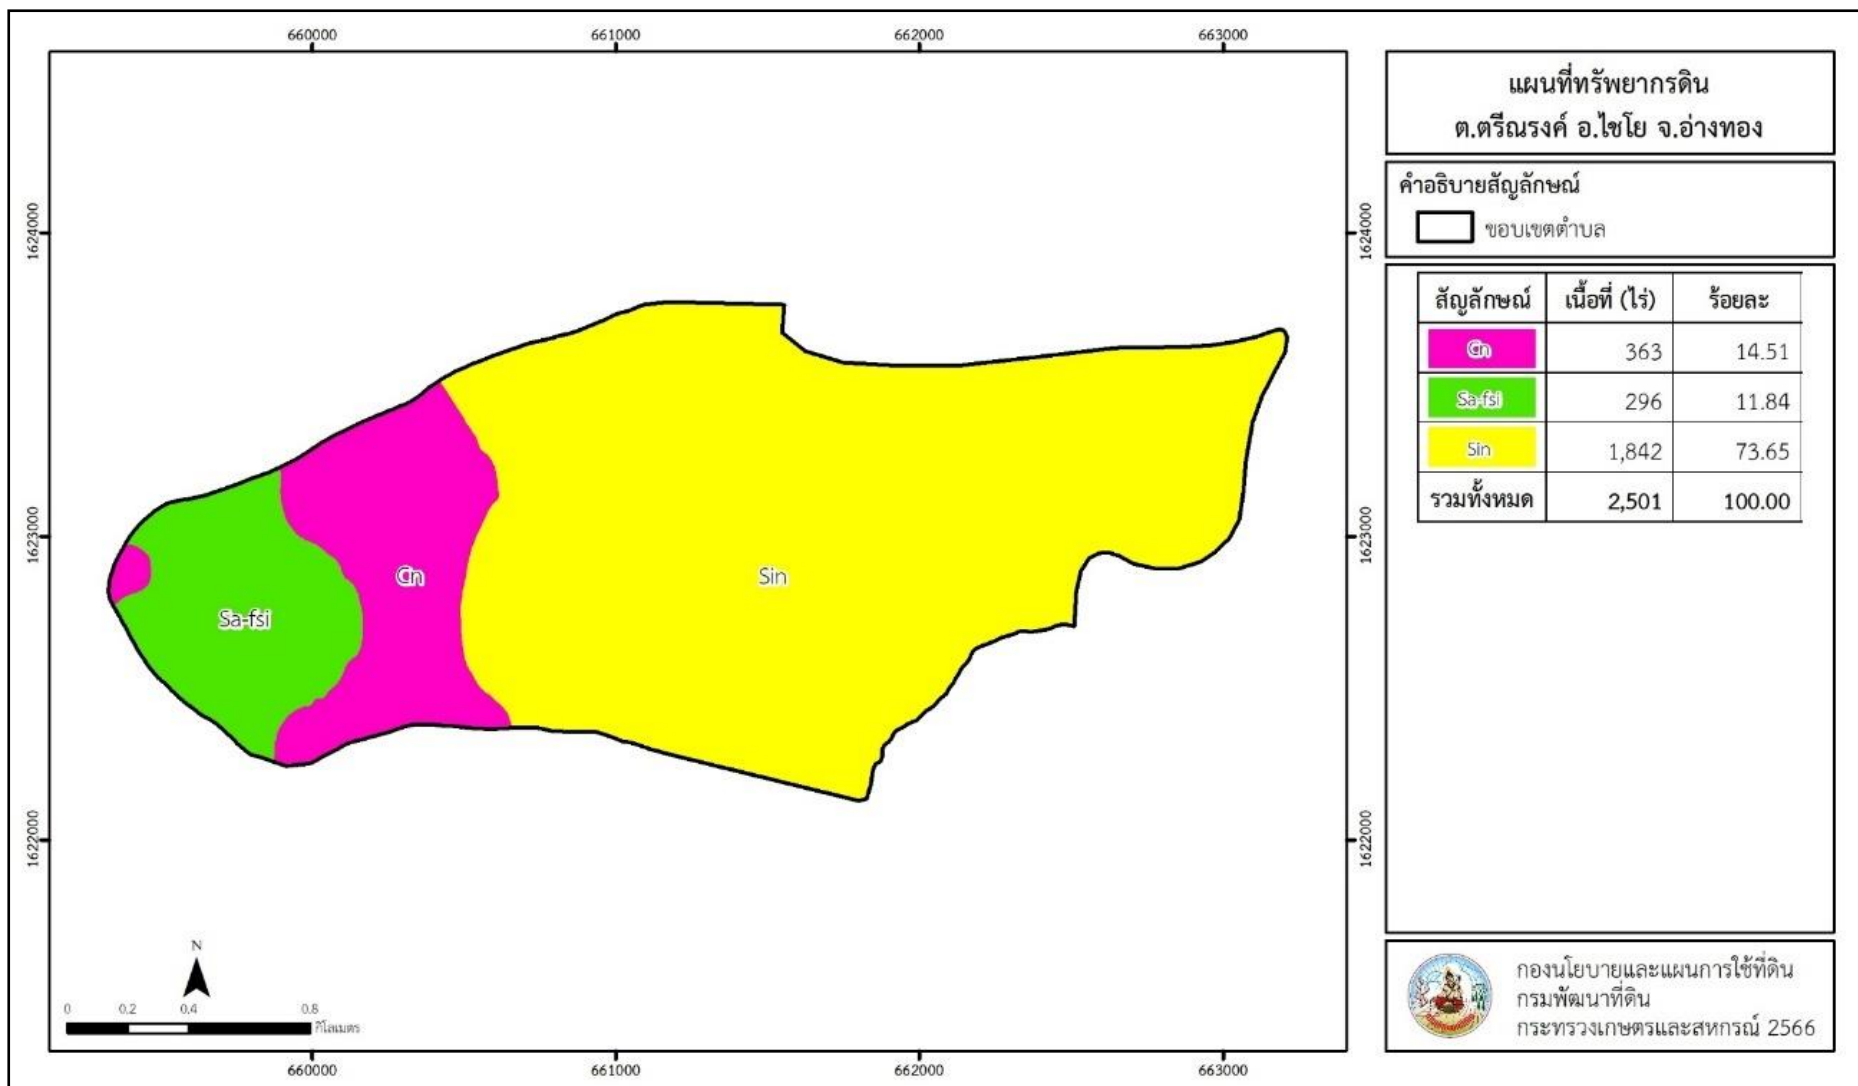 660000 661000 662000 663000
1624000 1624000
1623000 1623000
1622000 1622000
Sa-fsi
Cn
Sin
N
0 0.2 0.4 0.8
กิโลเมตร
660000 661000 662000 663000
แผนที่ทรัพยากรดิน
ต.ตรีณรงค์ อ.ไชโย จ.อ่างทอง
คำอธิบายสัญลักษณ์
ขอบเขตตำบล
สัญลักษณ์ เนื้อที่ (ไร่) ร้อยละ
Cn 363 14.51
Sa-fsi 296 11.84
Sin 1,842 73.65
รวมทั้งหมด 2,501 100.00
กองนโยบายและแผนการใช้ที่ดิน
กรมพัฒนาที่ดิน
กระทรวงเกษตรและสหกรณ์ 2566